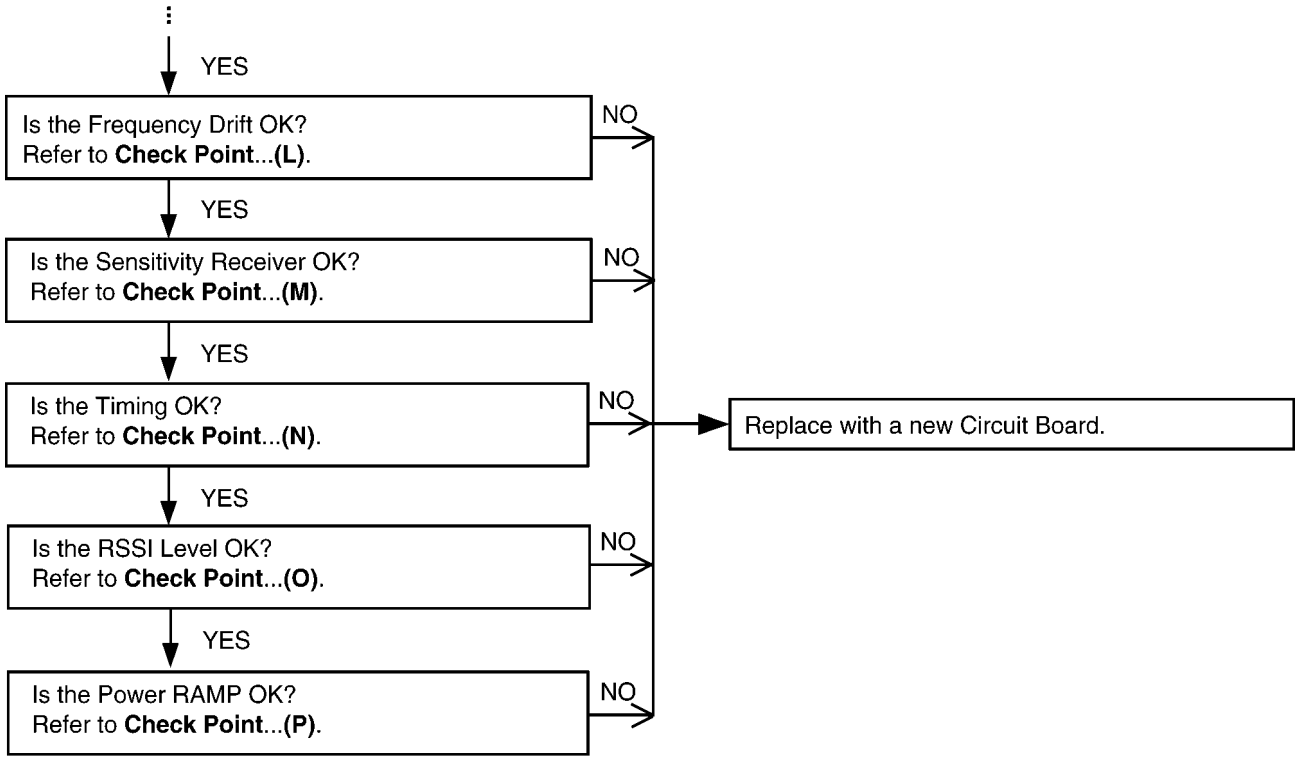 ⋮
YES
Is the Frequency Drift OK?
Refer to Check Point...(L).
NO
YES
Is the Sensitivity Receiver OK?
Refer to Check Point...(M).
NO
YES
Is the Timing OK?
Refer to Check Point...(N).
NO
Replace with a new Circuit Board.
YES
Is the RSSI Level OK?
Refer to Check Point...(O).
NO
YES
Is the Power RAMP OK?
Refer to Check Point...(P).
NO